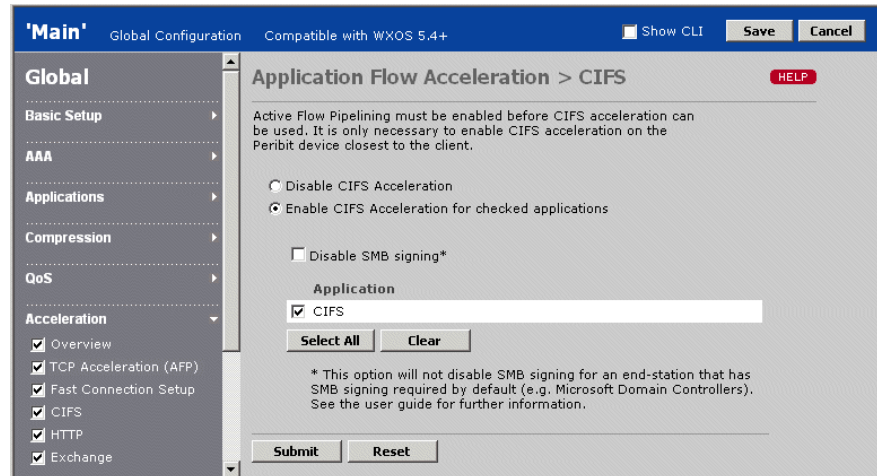 'Main' Global Configuration Compatible with WXOS 5.4+ Show CLI Save Cancel
Global
Basic Setup
AAA
Applications
Compression
QoS
Acceleration
Overview
TCP Acceleration (AFP)
Fast Connection Setup
CIFS
HTTP
Exchange
Application Flow Acceleration > CIFS HELP
Active Flow Pipelining must be enabled before CIFS acceleration can
be used. It is only necessary to enable CIFS acceleration on the
Peribit device closest to the client.
Disable CIFS Acceleration
Enable CIFS Acceleration for checked applications
Disable SMB signing*
Application
CIFS
Select All Clear
* This option will not disable SMB signing for an end-station that has
SMB signing required by default (e.g. Microsoft Domain Controllers).
See the user guide for further information.
Submit Reset